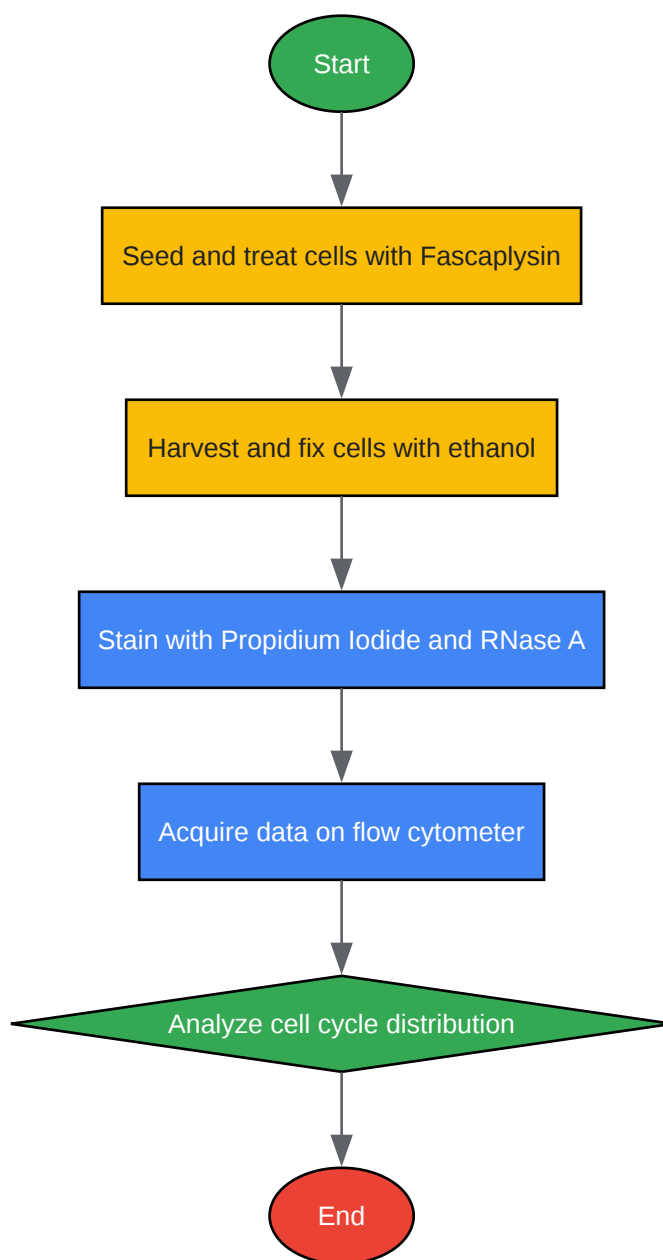 Start
Seed and treat cells with Fascaplysin
Harvest and fix cells with ethanol
Stain with Propidium Iodide and RNase A
Acquire data on flow cytometer
Analyze cell cycle distribution
End